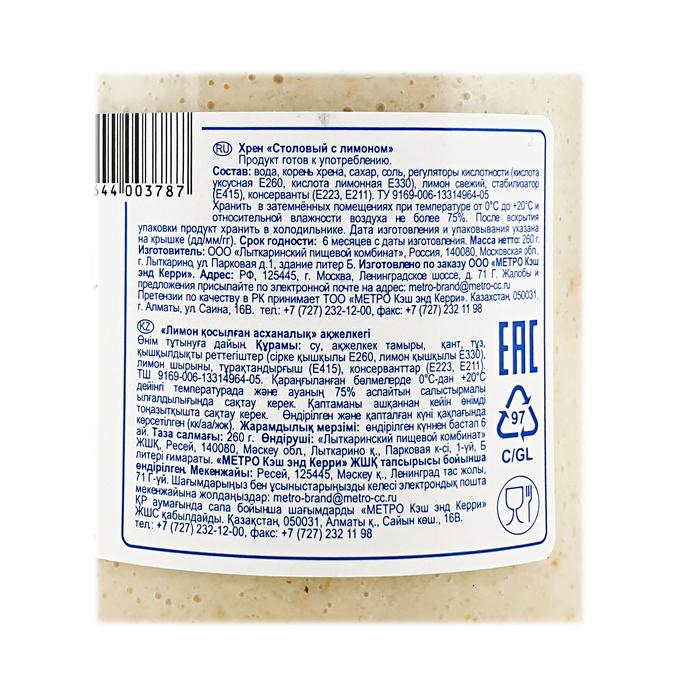 644 003787
RU Хрен «Столовый с лимоном»
Продукт готов к употреблению.
Состав: вода, корень хрена, сахар, соль, регуляторы кислотности (кислота
уксусная Е260, кислота лимонная Е330), лимон свежий, стабилизатор
(Е415), консерванты (Е223, Е211). ТУ 9169-006-13314964-05
Хранить в затемнённых помещениях при температуре от 0°С до +20°С и
относительной влажности воздуха не более 75%. После вскрытия
упаковки продукт хранить в холодильнике. Дата изготовления и упаковывания указана
на крышке (дд/мм/гг). Срок годности: 6 месяцев с даты изготовления. Масса нетто: 260 г.
Изготовитель: ООО «Лыткаринский пищевой комбинат», Россия, 140080, Московская обл.,
г. Лыткарино, ул. Парковая д.1, здание литер Б. Изготовлено по заказу ООО «МЕТРО Кэш
энд Керри». Адрес: РФ, 125445, г. Москва, Ленинградское шоссе, д. 71 Г. Жалобы и
предложения присылайте по электронной почте на адрес: metro-brand@metro-cc.ru
Претензии по качеству в РК принимает ТОО «МЕТРО Кэш энд Керри». Казахстан, 050031,
г. Алматы, ул. Саина, 16В. тел.: +7 (727) 232-12-00, факс: +7 (727) 232 11 98
KZ «Лимон қосылған асханалық» ақжелкегі
Өнім тұтынуға дайын. Құрамы: су, ақжелкек тамыры, қант, тұз,
қышқылдықты реттегіштер (сірке қышқылы Е260, лимон қышқылы Е330),
лимон шырыны, тұрақтандырғыш (Е415), консерванттар (Е223, Е211).
ТШ 9169-006-13314964-05. Қараңғыланған бөлмелерде 0°С-дан +20°С
дейінгі температурада және ауаның 75% аспайтын салыстырмалы
ылғалдылығында сақтау керек. Қаптаманы ашқаннан кейін өнімді
тоңазытқышта сақтау керек. Өндірілген және қапталған күні қақпағында
көрсетілген (кк/аа/жж). Жарамдылық мерзімі: өндірілген күннен бастап 6
ай. Таза салмағы: 260 г. Өндіруші: «Лыткаринский пищевой комбинат»
ЖШҚ, Ресей, 140080, Мәскеу обл., Лыткарино қ., Парковая к-сі, 1-үй, Б
литері ғимараты. «МЕТРО Кэш энд Керри» ЖШҚ тапсырысы бойынша
өндірілген. Мекенжайы: Ресей, 125445, Мәскеу қ., Ленинград тас жолы,
71 Г-үй. Шағымдарыңыз бен ұсыныстарыңызды келесі электрондық пошта
мекенжайына жолдаңыздар: metro-brand@metro-cc.ru
ҚР аумағында сапа бойынша шағымдарды «МЕТРО Кэш энд Керри»
ЖШС қабылдайды. Қазақстан, 050031, Алматы қ., Сайын көш., 16В.
тел.: +7 (727) 232-12-00, факс: +7 (727) 232 11 98
EAC
97
C/GL